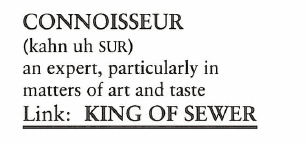 CONNOISSEUR
(kahn uh SUR)
an expert, particularly in
matters of art and taste
Link: KING OF SEWER